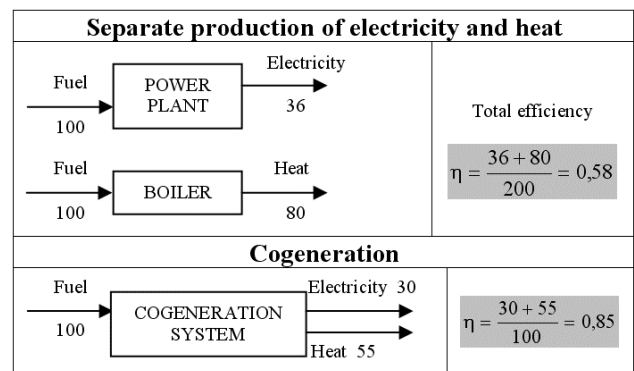 Separate production of electricity and heat
Fuel
100
POWER
PLANT
Electricity
36
Fuel
100
BOILER
Heat
80
Total efficiency
η = 36 + 80 / 200 = 0,58
Cogeneration
Fuel
100
COGENERATION
SYSTEM
Electricity 30
Heat 55
η = 30 + 55 / 100 = 0,85